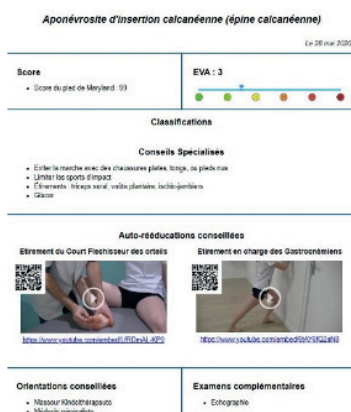 Aponévrosite d'insertion calcanéenne (épine calcanéenne)
Le 28 mai 2020
Score
• Score du pied de Maryland : 99
EVA : 3
Classifications
Conseils Spécialisés
• Eviter la marche avec des chaussures plates, tongs, ou pieds nus
• Limiter les sports d'impact
• Étirements : triceps sural, voûte plantaire, ischio-jambiers
• Glacer
Auto-rééducations conseillées
Etirement du Court Fléchisseur des orteils
Etirement en charge des Gastrocnémiens
Orientations conseillées
• Masseur Kinésithérapeute
• Médecin généraliste
Examens complémentaires
• Echographie